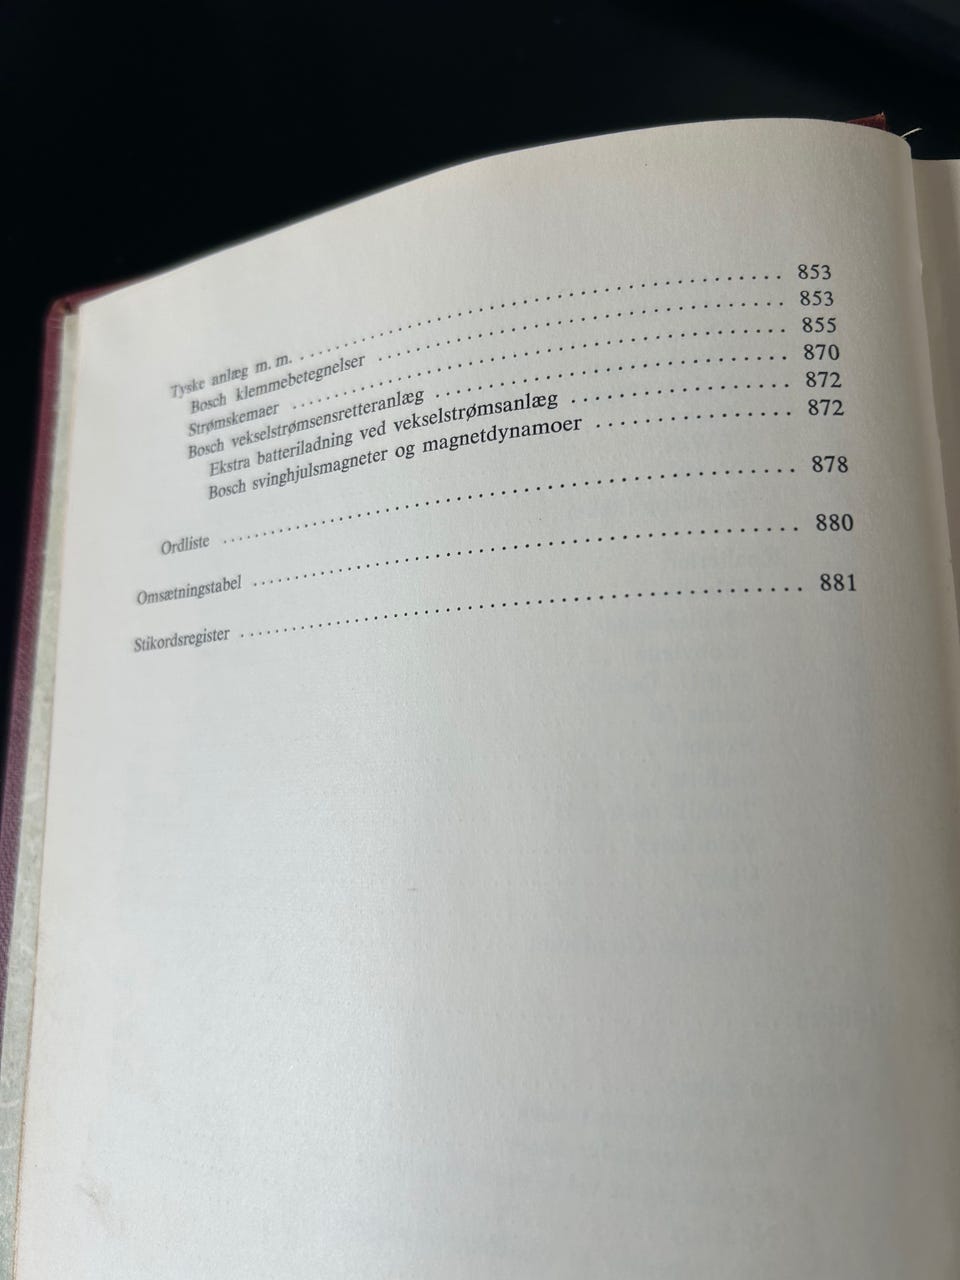 Tyske anlæg m. m. . . . . . . . . . . . . . . . . . . . . . . . . . . . . . . . . . . . . . . . . . 853
Bosch klemmebetegnelser . . . . . . . . . . . . . . . . . . . . . . . . . . . . . . . . . . . 853
Strømskemaer . . . . . . . . . . . . . . . . . . . . . . . . . . . . . . . . . . . . . . . . . . . . 855
Bosch vekselstrømsensretteranlæg . . . . . . . . . . . . . . . . . . . . . . . . . . . . . 870
Ekstra batteriladning ved vekselstrømsanlæg . . . . . . . . . . . . . . . . . . . 872
Bosch svinghjulsmagneter og magnetdynamoer . . . . . . . . . . . . . . . . . 872
Ordliste . . . . . . . . . . . . . . . . . . . . . . . . . . . . . . . . . . . . . . . . . . . . . . . . . . 878
Omsætningstabel . . . . . . . . . . . . . . . . . . . . . . . . . . . . . . . . . . . . . . . . . . . 880
Stikordsregister . . . . . . . . . . . . . . . . . . . . . . . . . . . . . . . . . . . . . . . . . . . . 881